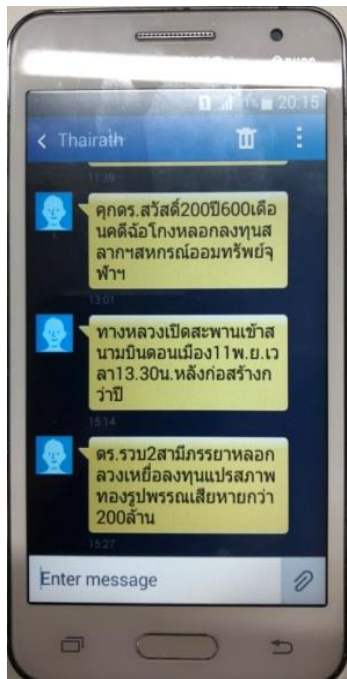 20:15
Thairath
11:39
คุกดร.สวัสดิ์200ปี600เดือ
นคดีฉ้อโกงหลอกลงทุนส
ลากฯสหกรณ์ออมทรัพย์จุ
ฬาฯ
13:01
ทางหลวงเปิดสะพานเข้าส
นามบินดอนเมือง11พ.ย.เว
ลา13.30น.หลังก่อสร้างก
ว่าปี
15:14
ตร.รวบ2สามีภรรยาหลอก
ลวงเหยื่อลงทุนแปรสภาพ
ทองรูปพรรณเสียหายกว่า
200ล้าน
15:27
Enter message